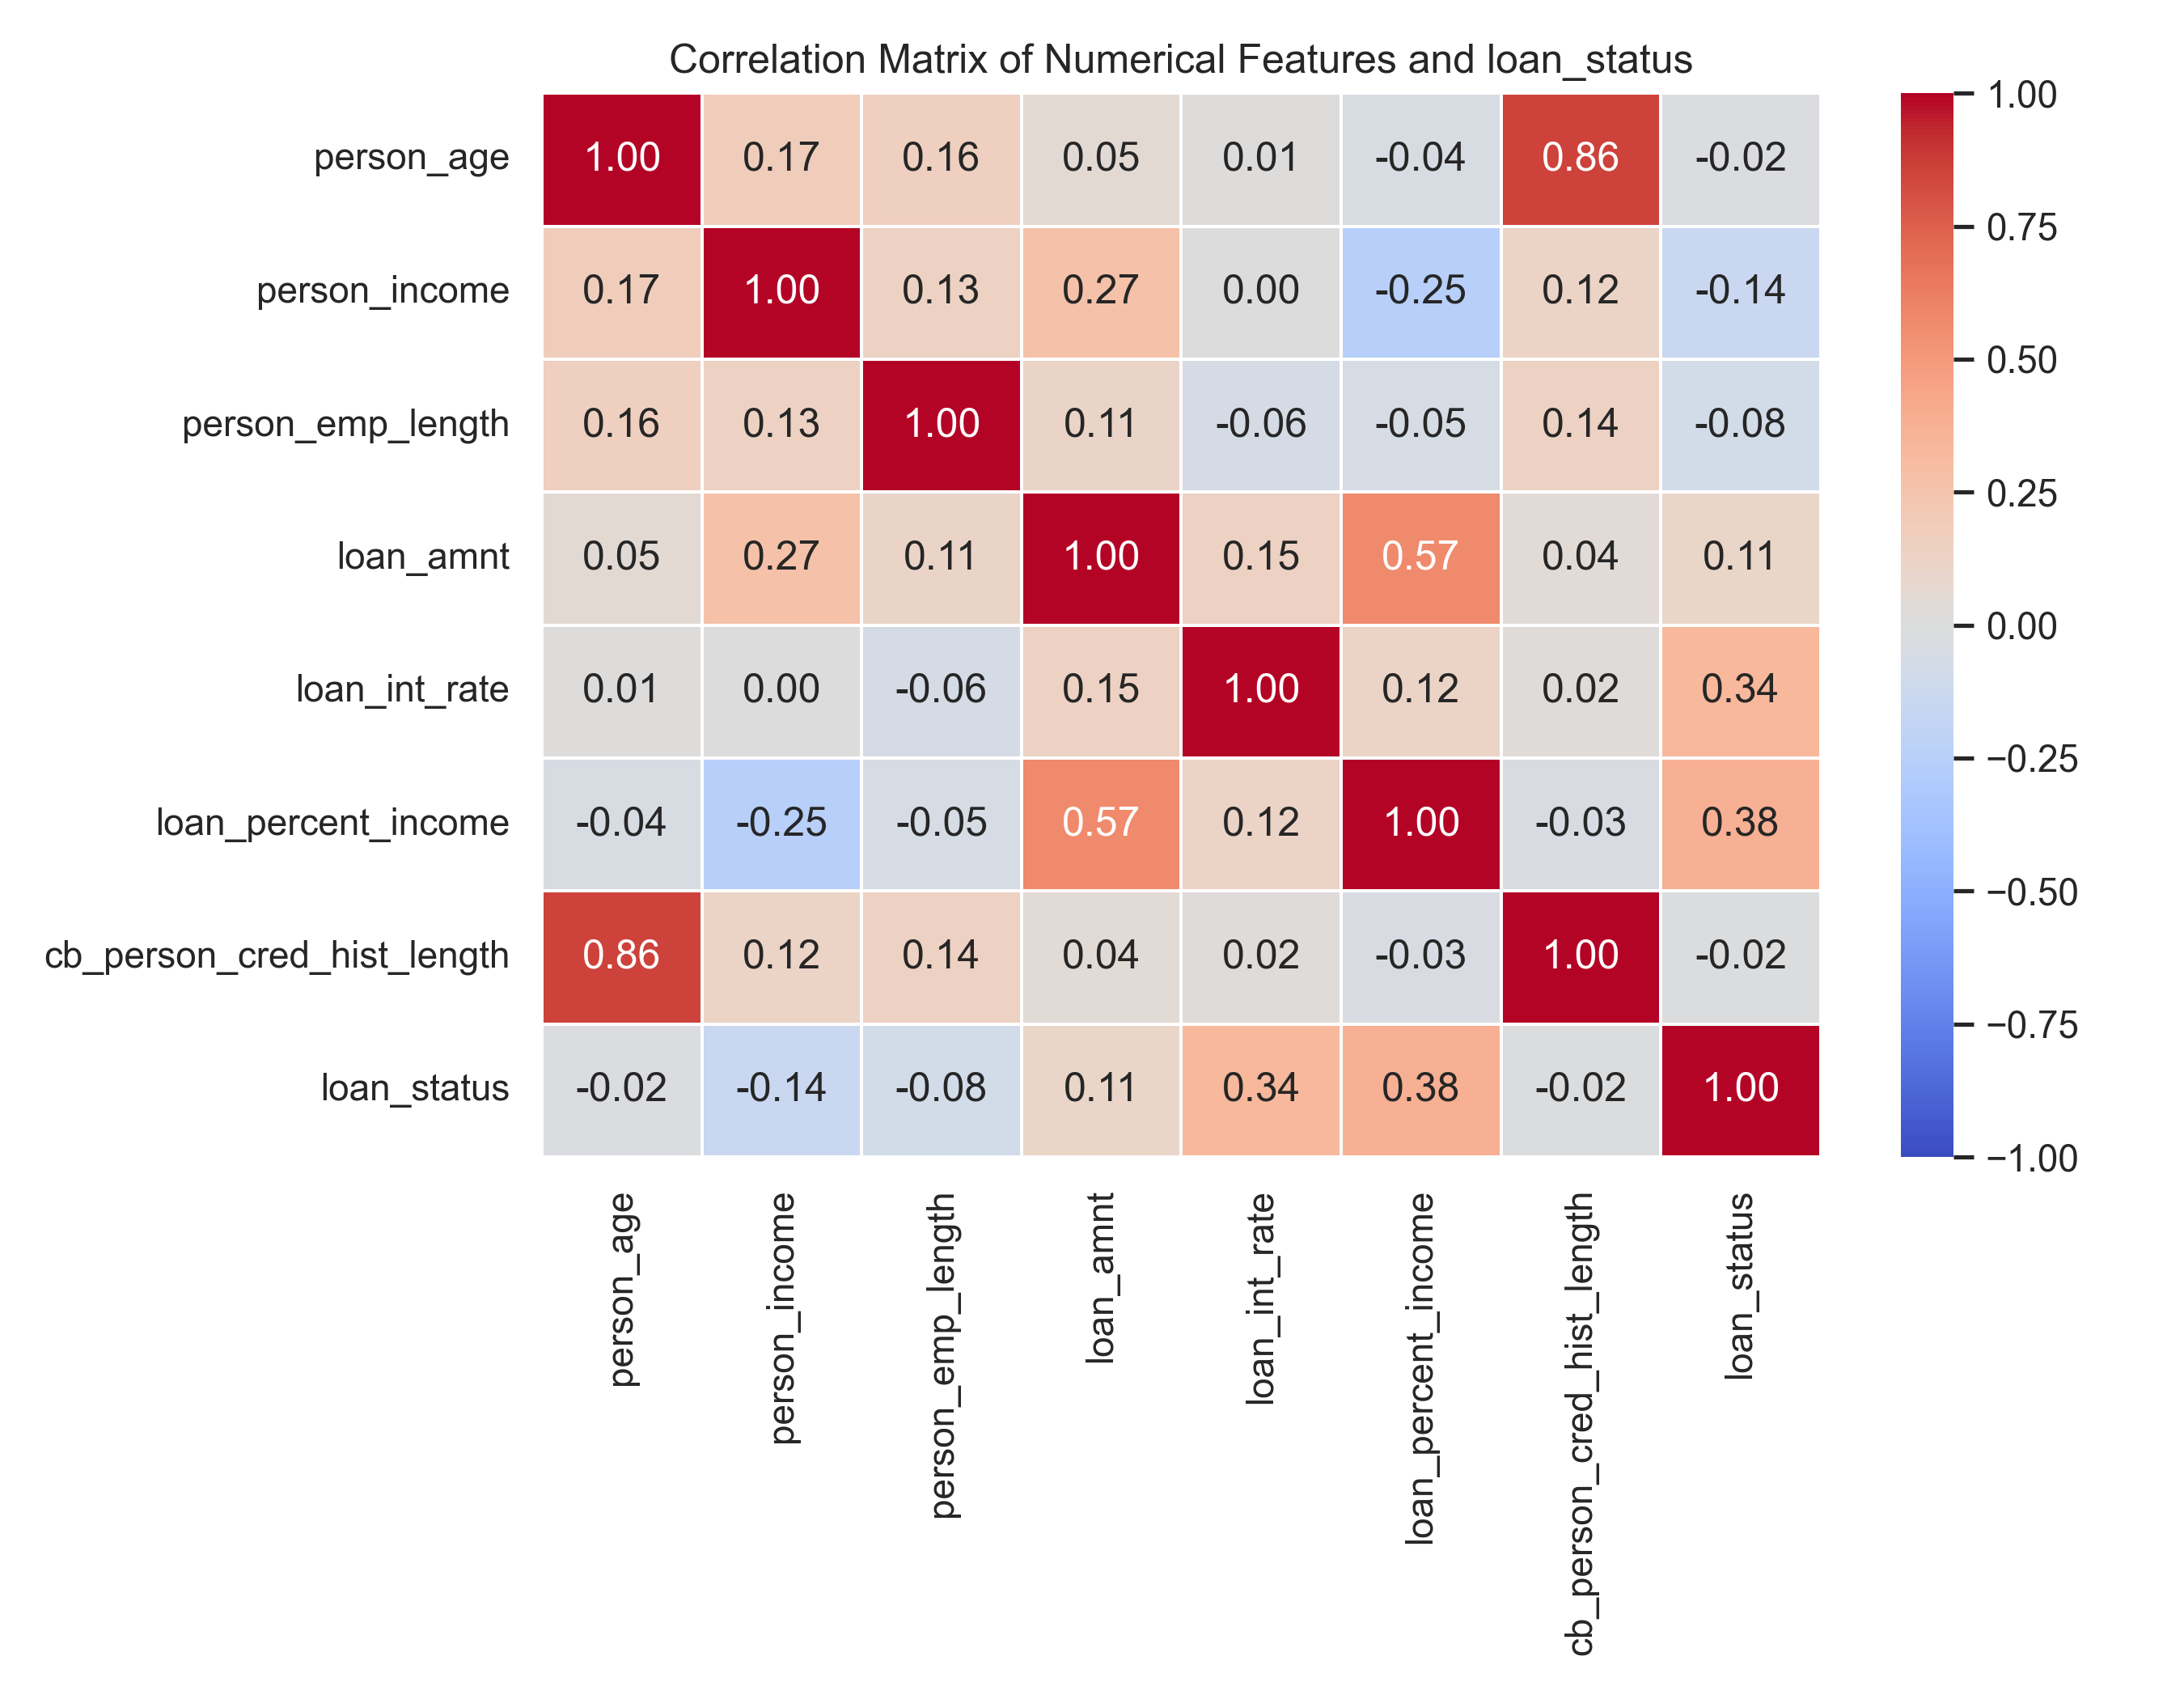 Correlation Matrix of Numerical Features and loan_status
person_age 1.00 0.17 0.16 0.05 0.01 -0.04 0.86 -0.02
person_income 0.17 1.00 0.13 0.27 0.00 -0.25 0.12 -0.14
person_emp_length 0.16 0.13 1.00 0.11 -0.06 -0.05 0.14 -0.08
loan_amnt 0.05 0.27 0.11 1.00 0.15 0.57 0.04 0.11
loan_int_rate 0.01 0.00 -0.06 0.15 1.00 0.12 0.02 0.34
loan_percent_income -0.04 -0.25 -0.05 0.57 0.12 1.00 -0.03 0.38
cb_person_cred_hist_length 0.86 0.12 0.14 0.04 0.02 -0.03 1.00 -0.02
loan_status -0.02 -0.14 -0.08 0.11 0.34 0.38 -0.02 1.00
person_age
person_income
person_emp_length
loan_amnt
loan_int_rate
loan_percent_income
cb_person_cred_hist_length
loan_status
1.00
0.75
0.50
0.25
0.00
−0.25
−0.50
−0.75
−1.00